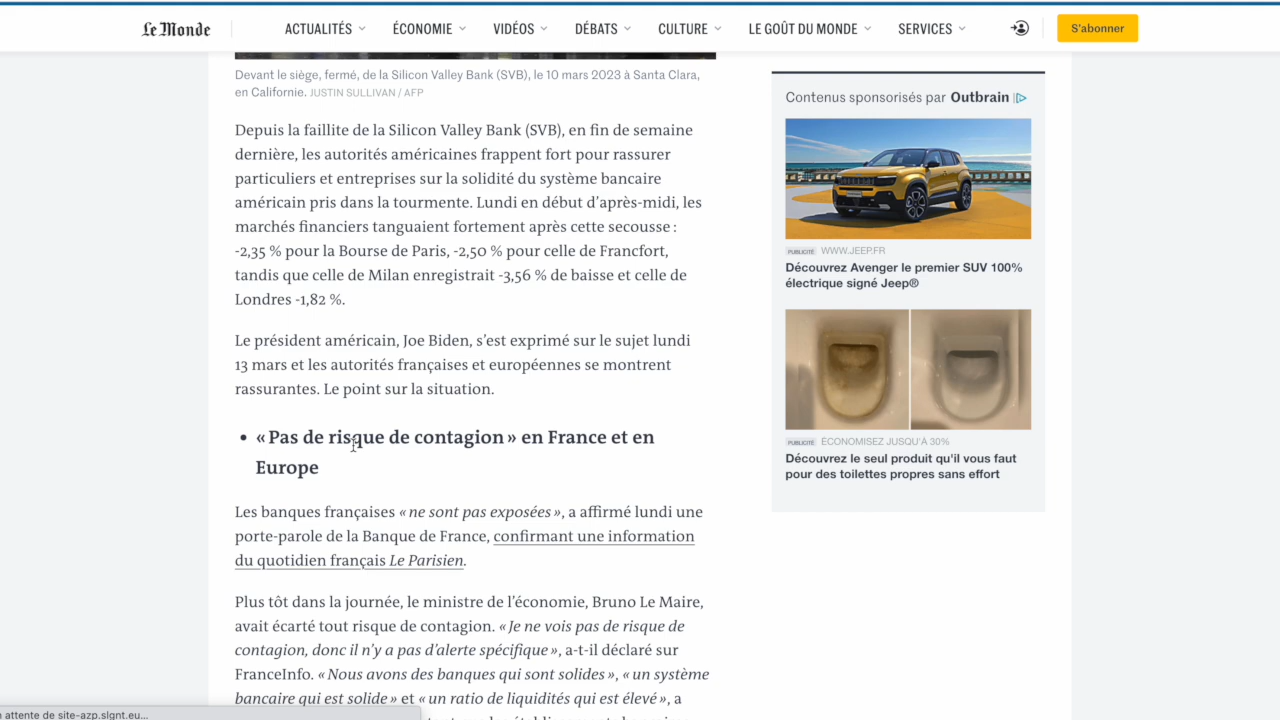 Le Monde
ACTUALITÉS
ÉCONOMIE
VIDÉOS
DÉBATS
CULTURE
LE GOÛT DU MONDE
SERVICES
S'abonner
Devant le siège, fermé, de la Silicon Valley Bank (SVB), le 10 mars 2023 à Santa Clara,
en Californie. JUSTIN SULLIVAN / AFP
Depuis la faillite de la Silicon Valley Bank (SVB), en fin de semaine
dernière, les autorités américaines frappent fort pour rassurer
particuliers et entreprises sur la solidité du système bancaire
américain pris dans la tourmente. Lundi en début d’après-midi, les
marchés financiers tanguaient fortement après cette secousse :
-2,35 % pour la Bourse de Paris, -2,50 % pour celle de Francfort,
tandis que celle de Milan enregistrait -3,56 % de baisse et celle de
Londres -1,82 %.
Le président américain, Joe Biden, s’est exprimé sur le sujet lundi
13 mars et les autorités françaises et européennes se montrent
rassurantes. Le point sur la situation.
• « Pas de risque de contagion » en France et en
Europe
Les banques françaises « ne sont pas exposées », a affirmé lundi une
porte-parole de la Banque de France, confirmant une information
du quotidien français Le Parisien.
Plus tôt dans la journée, le ministre de l’économie, Bruno Le Maire,
avait écarté tout risque de contagion. « Je ne vois pas de risque de
contagion, donc il n’y a pas d’alerte spécifique », a-t-il déclaré sur
FranceInfo. « Nous avons des banques qui sont solides », « un système
bancaire qui est solide » et « un ratio de liquidités qui est élevé », a
Contenus sponsorisés par Outbrain
PUBLICITÉ WWW.JEEP.FR
Découvrez Avenger le premier SUV 100%
électrique signé Jeep®
PUBLICITÉ ÉCONOMISEZ JUSQU'A 30%
Découvrez le seul produit qu'il vous faut
pour des toilettes propres sans effort
attente de site-azp.slgnt.eu...